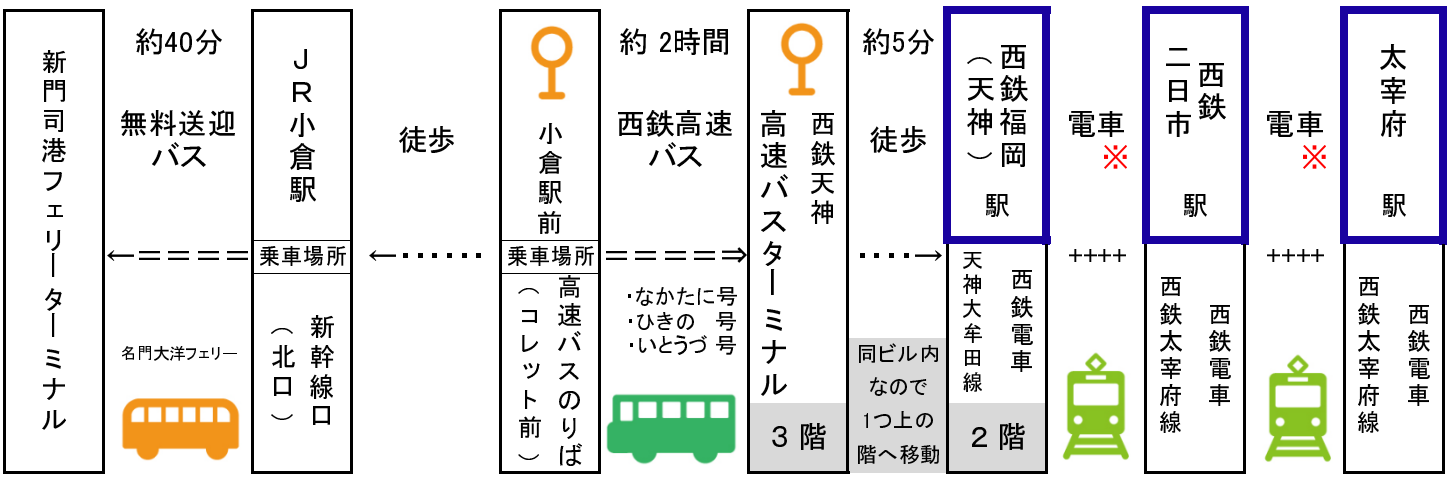 新門司港フェリーターミナル
約40分
無料送迎
バス
←====
名門大洋フェリー
JR小倉駅
乗車場所
新幹線口
(北口)
徒歩
←‥‥‥
小倉駅前
乗車場所
高速バスのりば
(コレット前)
約 2時間
西鉄高速
バス
====⇒
・なかたに号
・ひきの 号
・いとうづ 号
西鉄天神
高速バスターミナル
3 階
約5分
徒歩
‥‥→
同ビル内
なので
1つ上の
階へ移動
西鉄福岡
(天神)
駅
西鉄電車
天神大牟田線
2 階
電車
※
++++
西鉄
二日市
駅
西鉄電車
西鉄太宰府線
電車
※
++++
太宰府
駅
西鉄電車
西鉄太宰府線